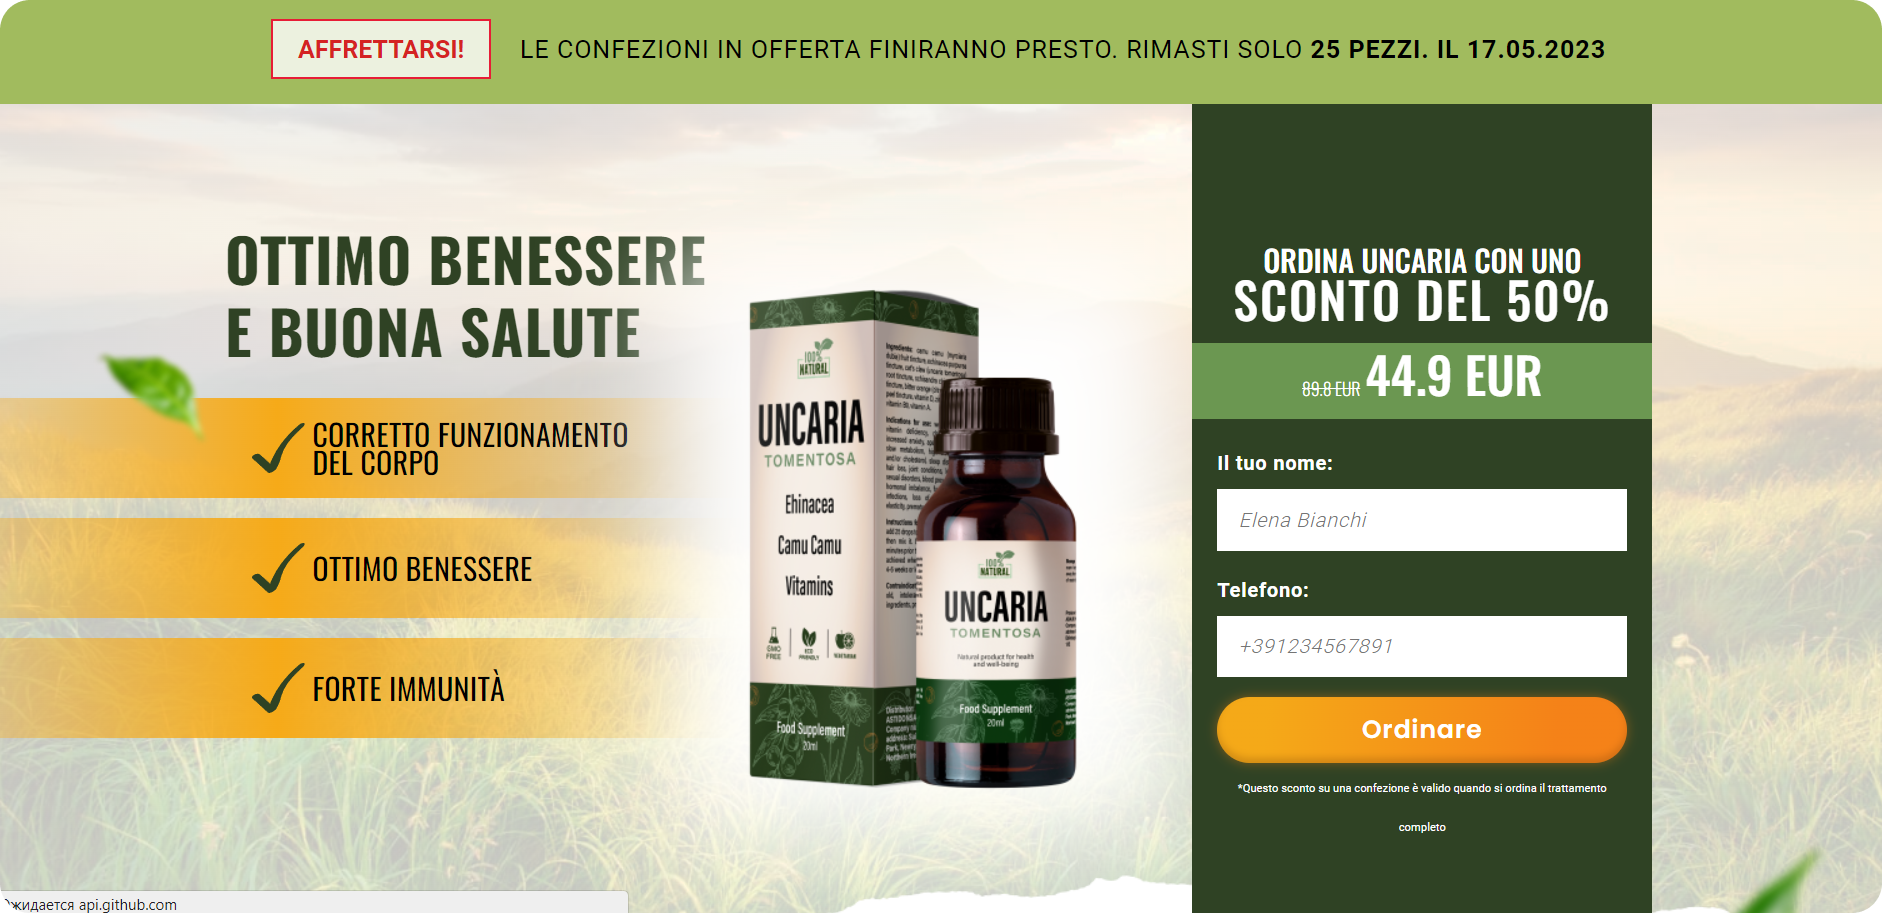 AFFRETTARSI!
LE CONFEZIONI IN OFFERTA FINIRANNO PRESTO. RIMASTI SOLO 25 PEZZI. IL 17.05.2023
OTTIMO BENESSERE
E BUONA SALUTE
CORRETTO FUNZIONAMENTO
DEL CORPO
OTTIMO BENESSERE
FORTE IMMUNITÀ
100%
NATURAL
UNCARIA
TOMENTOSA
Ehinacea
Camu Camu
Vitamins
GMO
FREE
ECO
FRIENDLY
Food Supplement
20ml
100%
NATURAL
UNCARIA
TOMENTOSA
Natural product for health
and well-being
Food Supplement
20ml
ORDINA UNCARIA CON UNO
SCONTO DEL 50%
89.8 EUR 44.9 EUR
Il tuo nome:
Elena Bianchi
Telefono:
+391234567891
Ordinare
*Questo sconto su una confezione è valido quando si ordina il trattamento
completo
Ожидается api.github.com